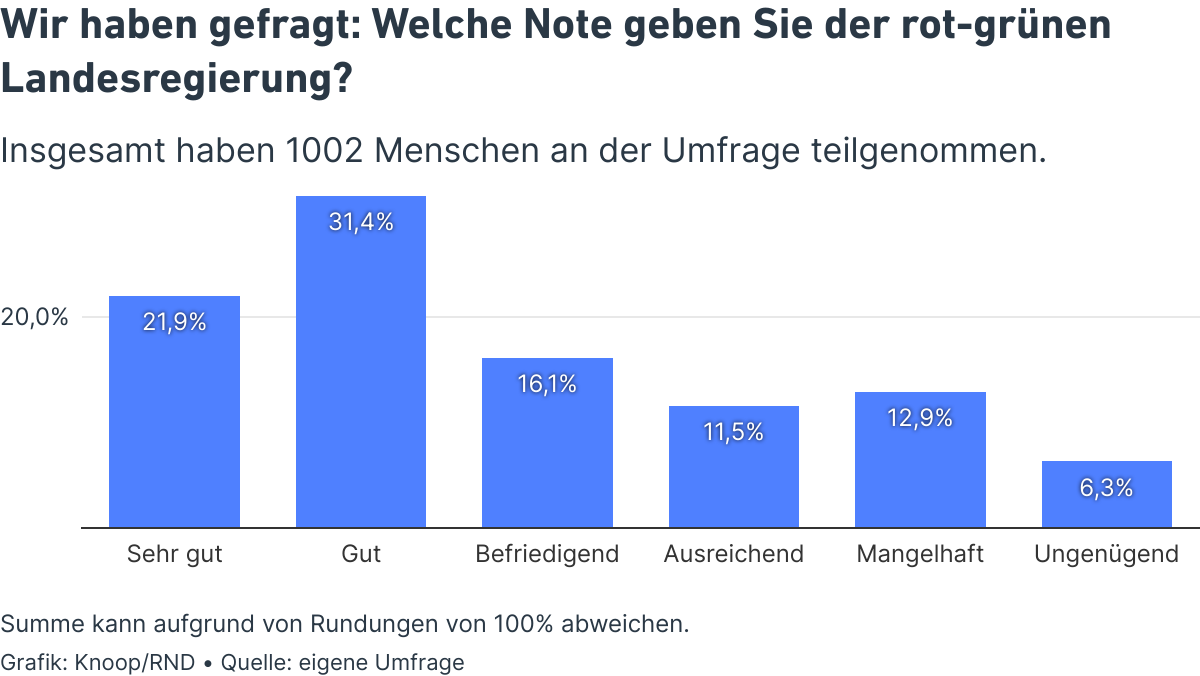 Wir haben gefragt: Welche Note geben Sie der rot-grünen
Landesregierung?
Insgesamt haben 1002 Menschen an der Umfrage teilgenommen.
20,0%
21,9%
31,4%
16,1%
11,5%
12,9%
6,3%
Sehr gut
Gut
Befriedigend
Ausreichend
Mangelhaft
Ungenügend
Summe kann aufgrund von Rundungen von 100% abweichen.
Grafik: Knoop/RND • Quelle: eigene Umfrage